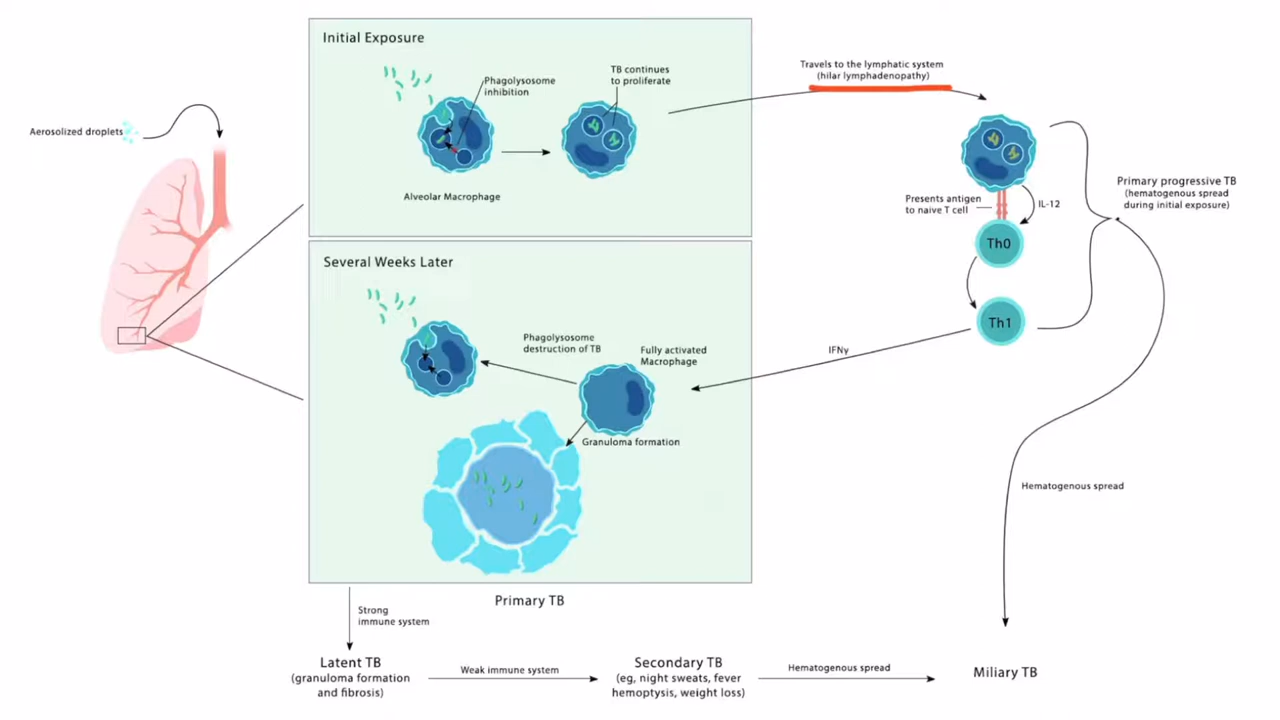 Initial Exposure
Phagolysosome
inhibition
TB continues
to proliferate
Alveolar Macrophage
Aerosolized droplets
Travels to the lymphatic system
(hilar lymphadenopathy)
Presents antigen
to naive T cell
IL-12
Th0
Th1
Primary progressive TB
(hematogenous spread
during initial exposure)
IFNγ
Several Weeks Later
Phagolysosome
destruction of TB
Fully activated
Macrophage
Granuloma formation
Hematogenous spread
Primary TB
Strong
immune system
Latent TB
(granuloma formation
and fibrosis)
Weak immune system
Secondary TB
(eg, night sweats, fever
hemoptysis, weight loss)
Hematogenous spread
Miliary TB